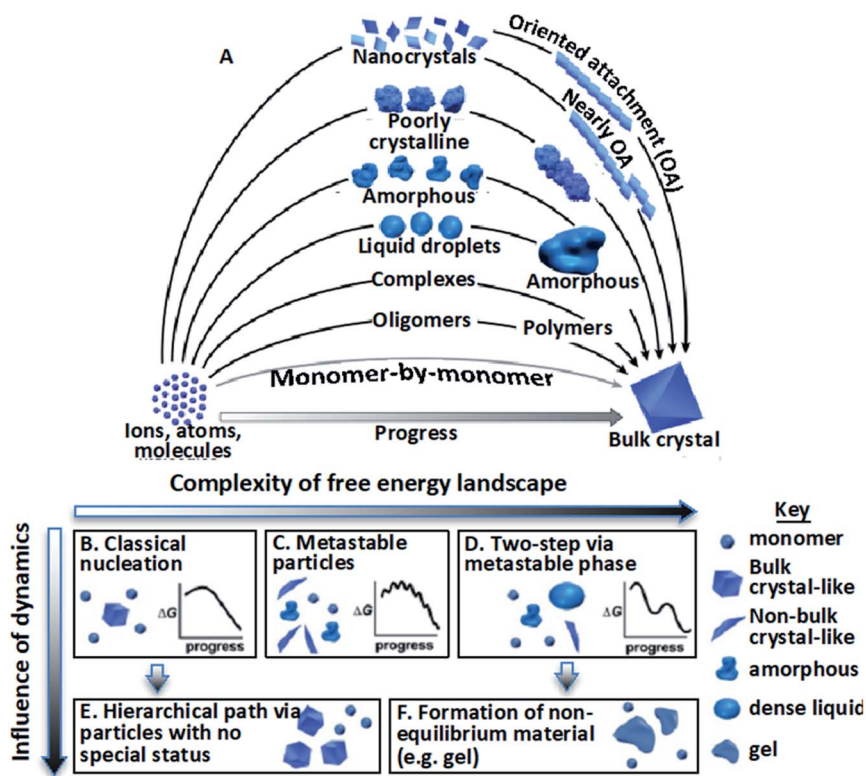 A
Nanocrystals
Oriented attachment (OA)
Nearly OA
Poorly
crystalline
Amorphous
Liquid droplets
Amorphous
Complexes
Oligomers
Polymers
Monomer-by-monomer
Ions, atoms,
molecules
Progress
Bulk crystal
Complexity of free energy landscape
Influence of dynamics
B. Classical
nucleation
ΔG
progress
C. Metastable
particles
ΔG
progress
D. Two-step via
metastable phase
ΔG
progress
E. Hierarchical path via
particles with no
special status
F. Formation of non-
equilibrium material
(e.g. gel)
Key
monomer
Bulk
crystal-like
Non-bulk
crystal-like
amorphous
dense liquid
gel